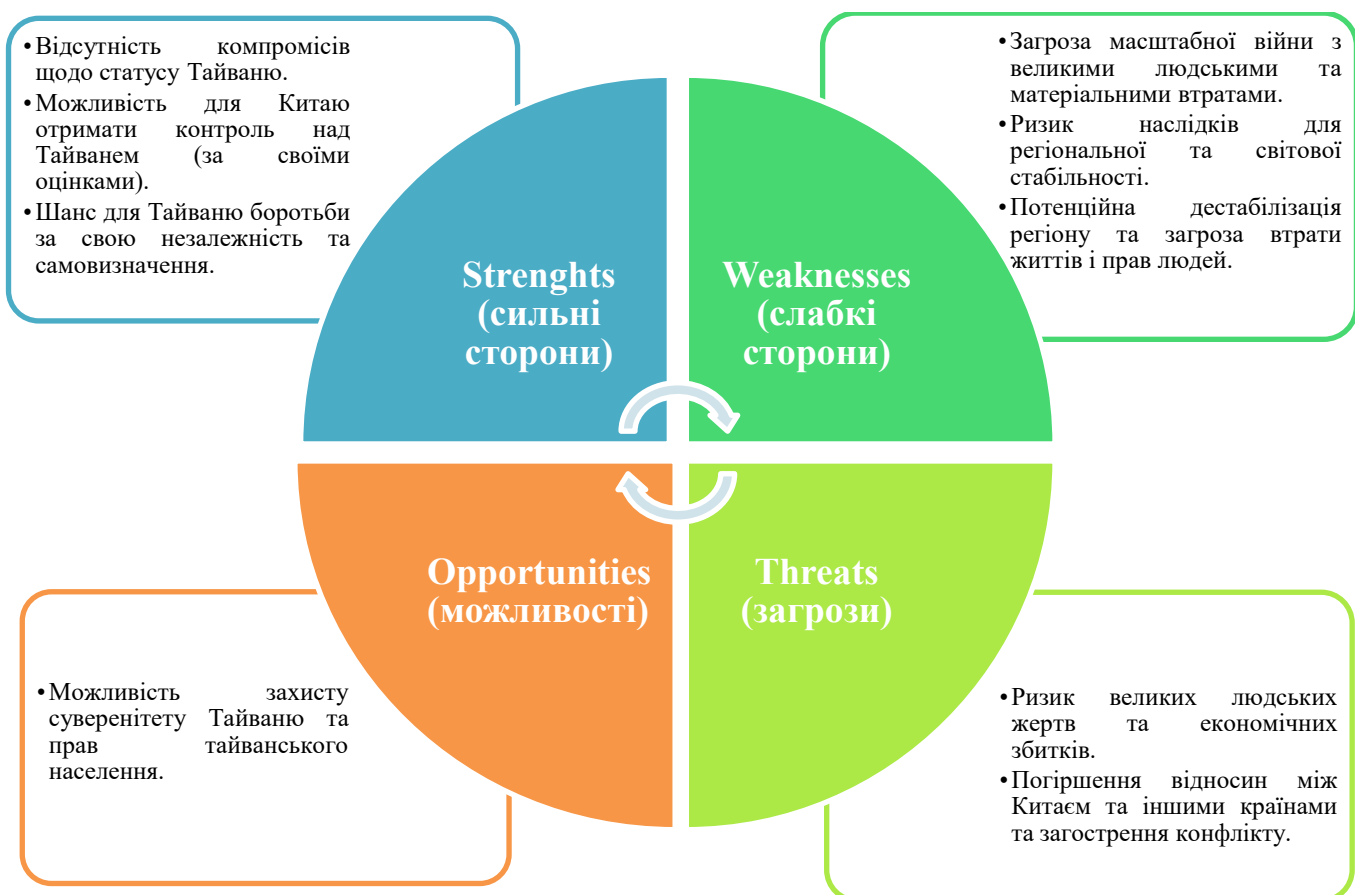 •Відсутність компромісів
щодо статусу Тайваню.
•Можливість для Китаю
отримати контроль над
Тайванем (за своїми
оцінками).
•Шанс для Тайваню боротьби
за свою незалежність та
самовизначення.
•Загроза масштабної війни з
великими людськими та
матеріальними втратами.
•Ризик наслідків для
регіональної та світової
стабільності.
•Потенційна дестабілізація
регіону та загроза втрати
життів і прав людей.
Strenghts
(сильні
сторони)
Weaknesses
(слабкі
сторони)
Opportunities
(можливості)
Threats
(загрози)
•Можливість захисту
суверенітету Тайваню та
прав тайванського
населення.
•Ризик великих людських
жертв та економічних
збитків.
•Погіршення відносин між
Китаєм та іншими країнами
та загострення конфлікту.